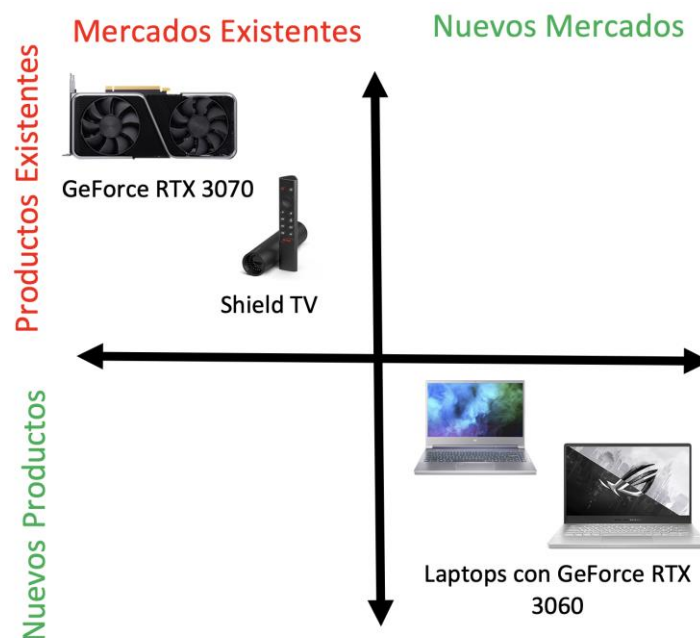 Mercados Existentes
Nuevos Mercados
Productos Existentes
GeForce RTX 3070
Shield TV
Nuevos Productos
Laptops con GeForce RTX
3060